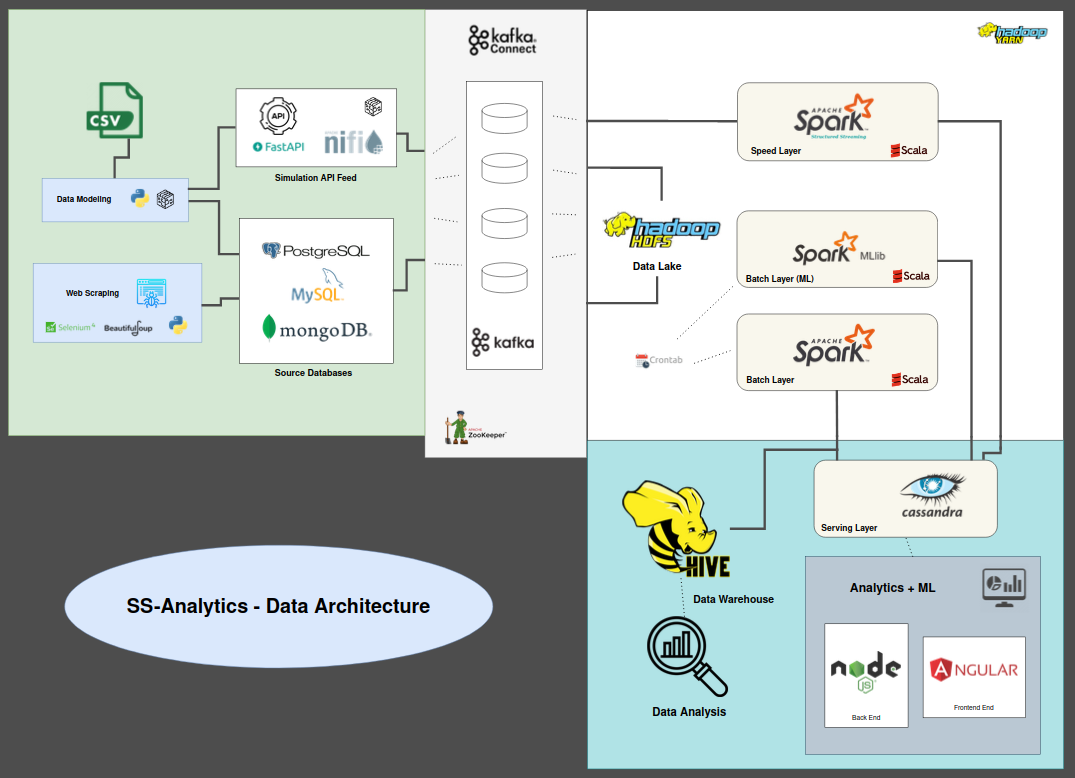 kafka
Connect
hadoop
YARN
CSV
API
FastAPI
nifi
Simulation API Feed
Data Modeling
PostgreSQL
MySQL
mongoDB
Source Databases
Web Scraping
Selenium
BeautifulSoup
kafka
APACHE
ZooKeeper
APACHE
Spark
Structured Streaming
Speed Layer
Scala
hadoop
HDFS
Data Lake
Spark MLlib
Batch Layer (ML)
Scala
Crontab
APACHE
Spark
Batch Layer
Scala
cassandra
Serving Layer
HIVE
Data Warehouse
Data Analysis
Analytics + ML
node
JS
Back End
A NGULAR
Frontend End
SS-Analytics - Data Architecture